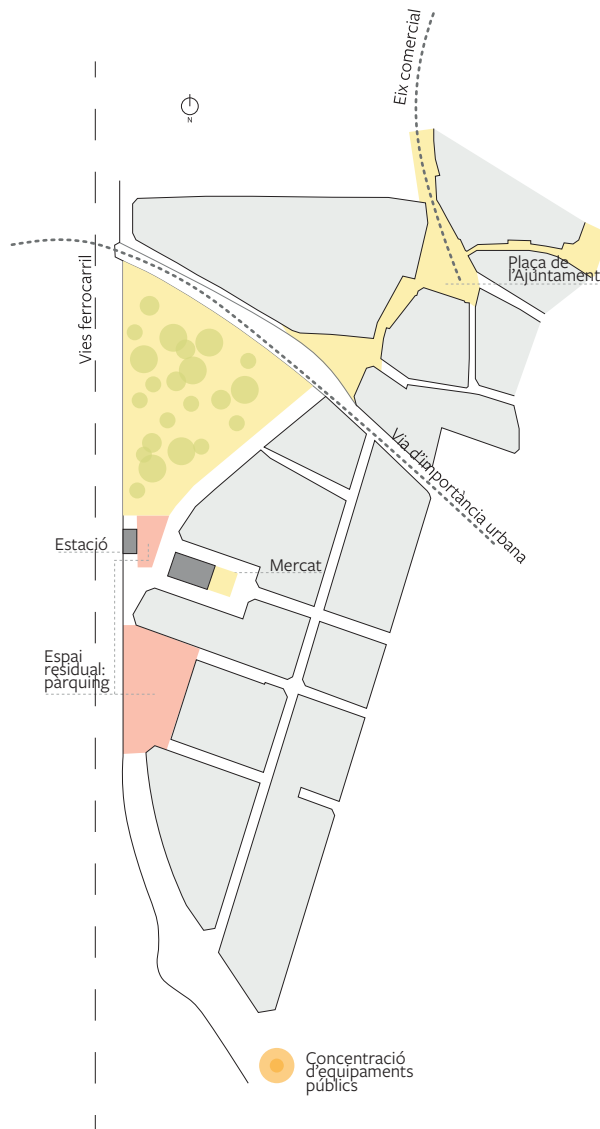 Eix comercial
N
Plaça de
l'Ajuntament
Vies ferrocarril
Via d'importància urbana
Estació
Mercat
Espai
residual:
pàrquing
Concentració
d'equipaments
públics